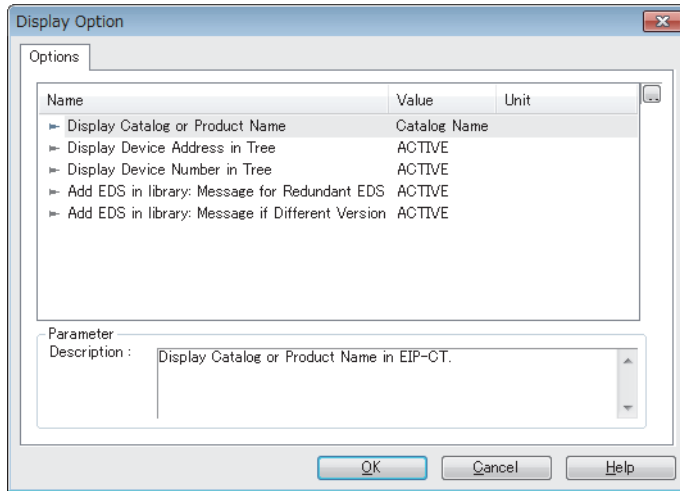 Display Option
Options
Name Value Unit
Display Catalog or Product Name Catalog Name
Display Device Address in Tree ACTIVE
Display Device Number in Tree ACTIVE
Add EDS in library: Message for Redundant EDS ACTIVE
Add EDS in library: Message if Different Version ACTIVE
Parameter
Description : Display Catalog or Product Name in EIP-CT.
OK Cancel Help